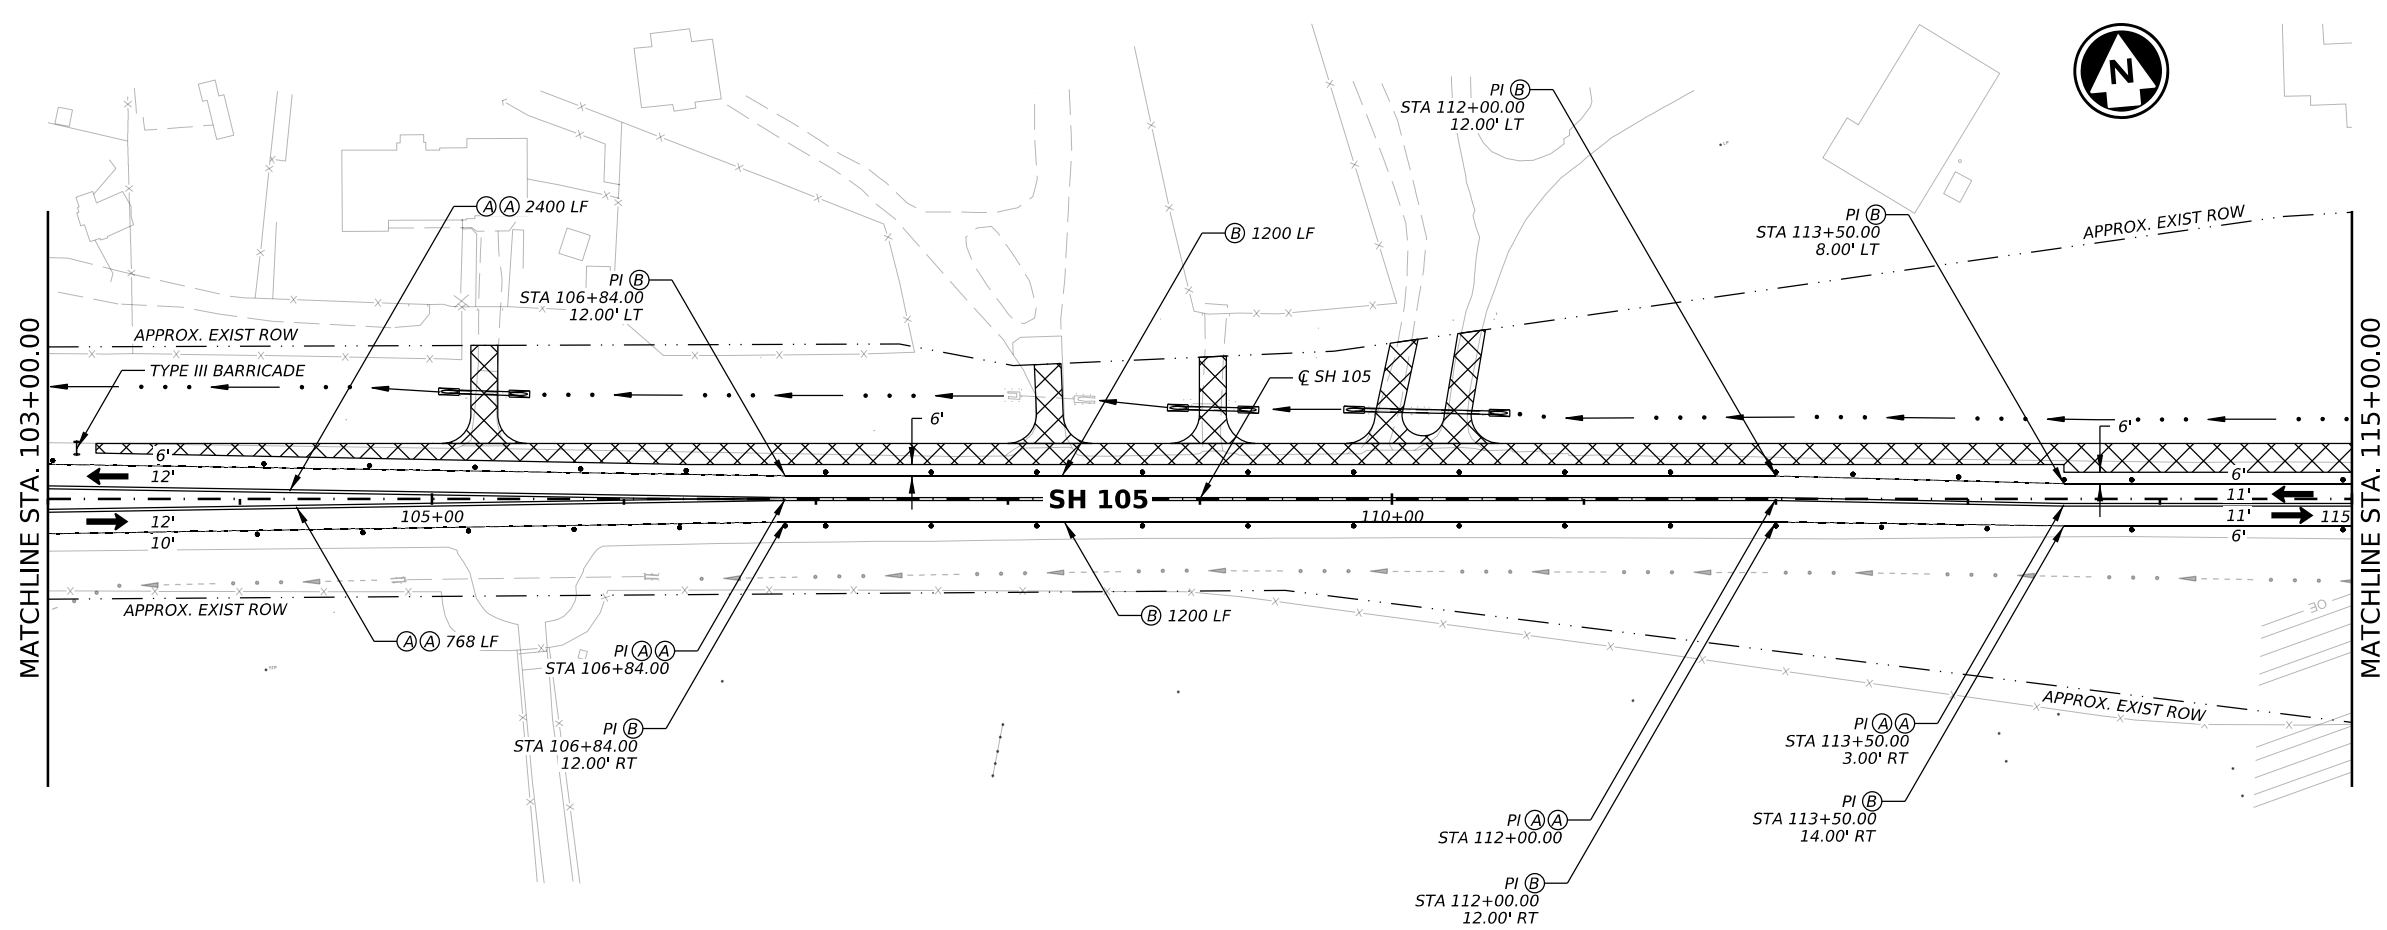 N
PI B
STA 112+00.00
12.00' LT
A A 2400 LF
B 1200 LF
PI B
STA 113+50.00
8.00' LT
APPROX. EXIST ROW
PI B
STA 106+84.00
12.00' LT
APPROX. EXIST ROW
TYPE III BARRICADE
℄ SH 105
6'
6'
MATCHLINE STA. 103+00.00
MATCHLINE STA. 115+00.00
6'
12'
12'
10'
105+00
SH 105
110+00
6'
11'
11'
115
6'
APPROX. EXIST ROW
A A 768 LF
B 1200 LF
OE
PI A A
STA 106+84.00
PI B
STA 106+84.00
12.00' RT
APPROX. EXIST ROW
PI A A
STA 113+50.00
3.00' RT
PI B
STA 113+50.00
14.00' RT
PI A A
STA 112+00.00
PI B
STA 112+00.00
12.00' RT